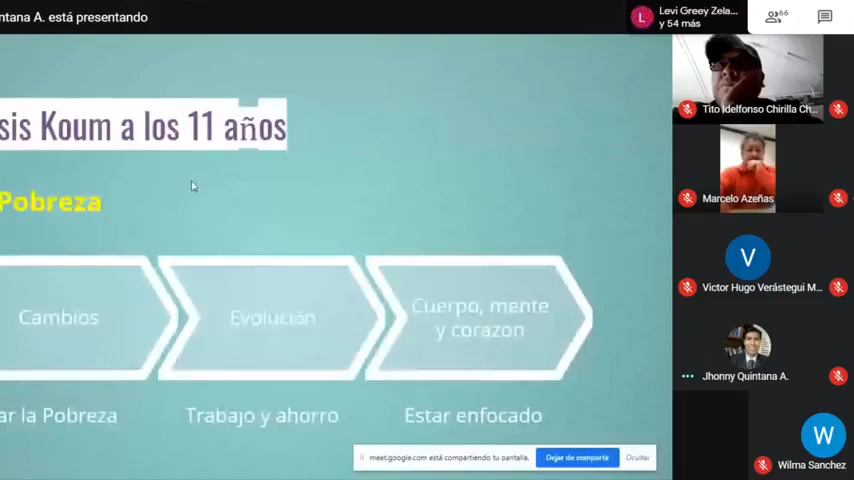 ntana A. está presentando
Levi Greey Zela...
y 54 más
66
L
sis Koum a los 11 años
Pobreza
Cambios
Evolución
Cuerpo, mente
y corazon
ar la Pobreza
Trabajo y ahorro
Estar enfocado
meet.google.com está compartiendo tu pantalla.
Dejar de compartir
Ocultar
Tito Idelfonso Chirilla Ch...
Marcelo Azeñas
V
Victor Hugo Verástegui M...
Jhonny Quintana A.
W
Wilma Sanchez